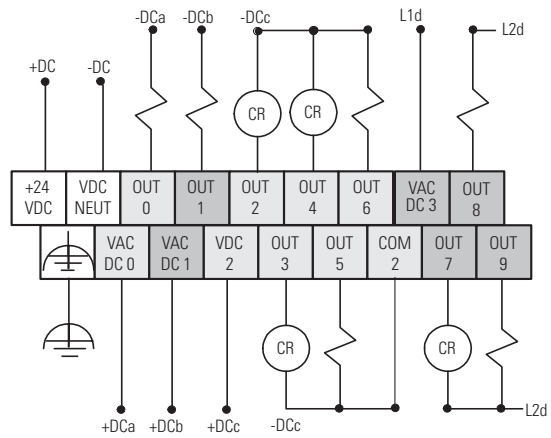 -DCa -DCb -DCc L1d
L2d
+DC -DC
CR CR
+24 VDC OUT OUT OUT OUT OUT VAC OUT
VDC NEUT 0 1 2 4 6 DC 3 8
VAC VAC VDC OUT OUT COM OUT OUT
DC 0 DC 1 2 3 5 2 7 9
CR CR
L2d
+DCa +DCb +DCc -DCc